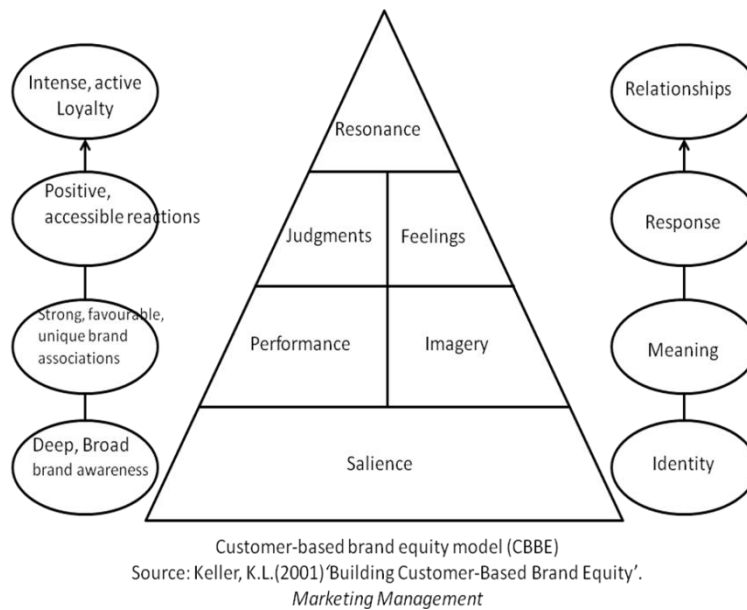 Intense, active
Loyalty
Relationships
Resonance
Positive,
accessible reactions
Judgments
Feelings
Response
Strong, favourable,
unique brand
associations
Performance
Imagery
Meaning
Deep, Broad
brand awareness
Salience
Identity
Customer-based brand equity model (CBBE)
Source: Keller, K.L.(2001)‘Building Customer-Based Brand Equity’.
Marketing Management